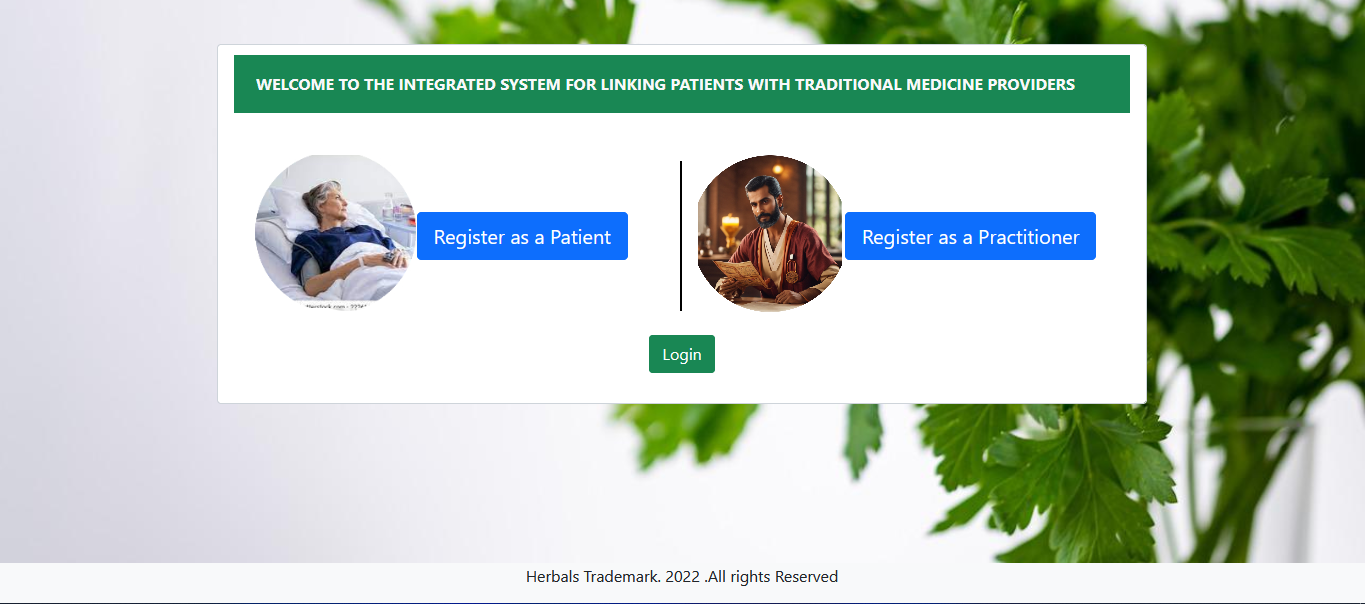 WELCOME TO THE INTEGRATED SYSTEM FOR LINKING PATIENTS WITH TRADITIONAL MEDICINE PROVIDERS
Register as a Patient
Register as a Practitioner
Login
Herbals Trademark. 2022 .All rights Reserved